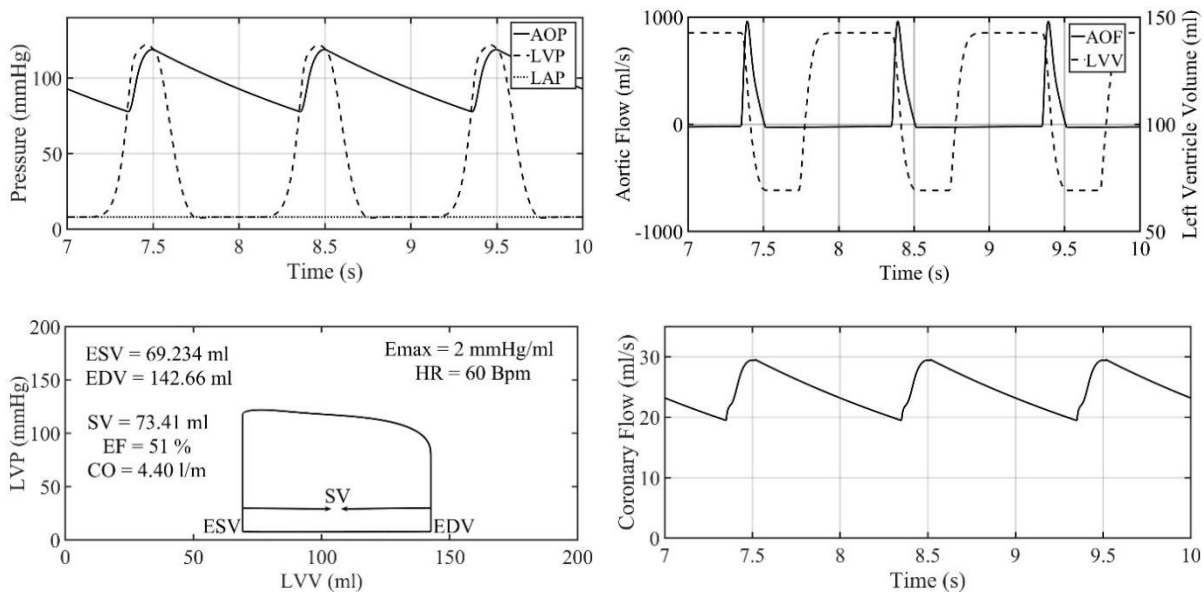 AOP
LVP
LAP
Pressure (mmHg)
100
50
0
7 7.5 8 8.5 9 9.5 10
Time (s)
AOF
LVV
Aortic Flow (ml/s)
1000
0
-1000
Left Ventricle Volume (ml)
150
100
50
7 7.5 8 8.5 9 9.5 10
Time (s)
LVP (mmHg)
200
150
100
50
0
ESV = 69.234 ml
EDV = 142.66 ml
SV = 73.41 ml
EF = 51 %
CO = 4.40 l/m
Emax = 2 mmHg/ml
HR = 60 Bpm
SV
ESV
EDV
0 50 100 150 200
LVV (ml)
Coronary Flow (ml/s)
30
20
10
0
7 7.5 8 8.5 9 9.5 10
Time (s)